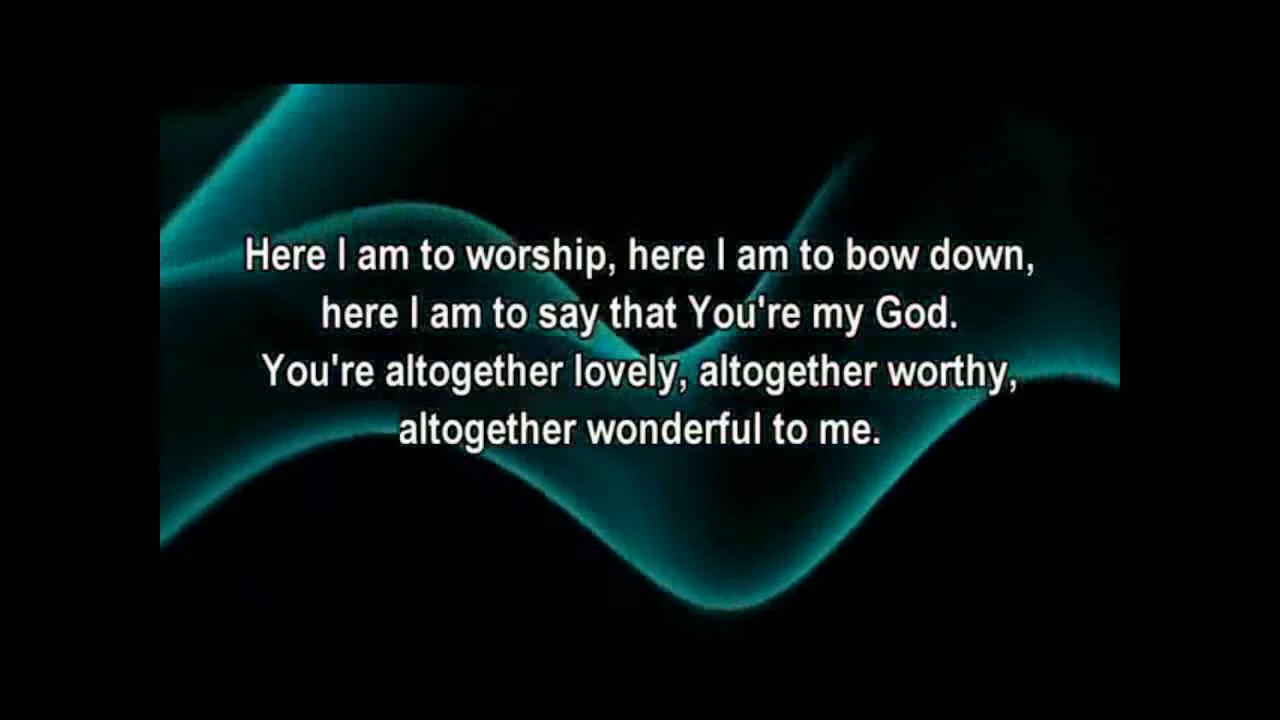 Here I am to worship, here I am to bow down,
here I am to say that You're my God.
You're altogether lovely, altogether worthy,
altogether wonderful to me.